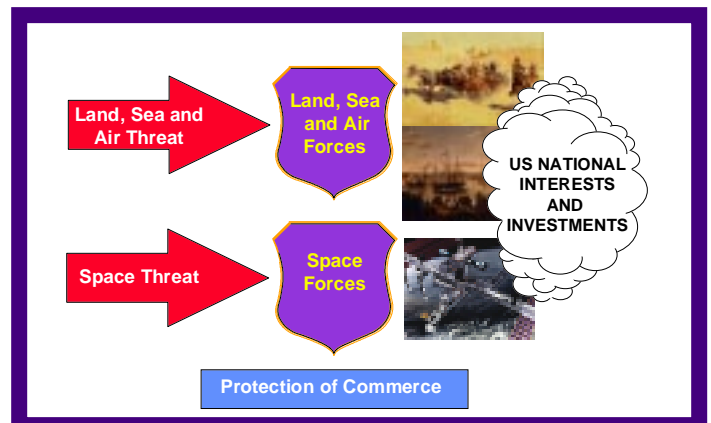 Land, Sea and
Air Threat
Land, Sea
and Air
Forces
US NATIONAL
INTERESTS
AND
INVESTMENTS
Space Threat
Space
Forces
Protection of Commerce